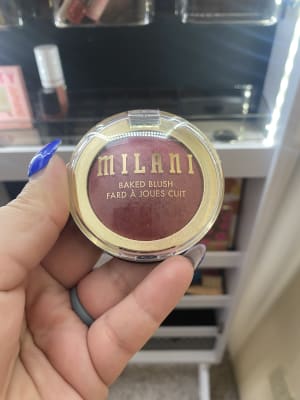 MILANI
BAKED BLUSH
FARD À JOUES CUIT